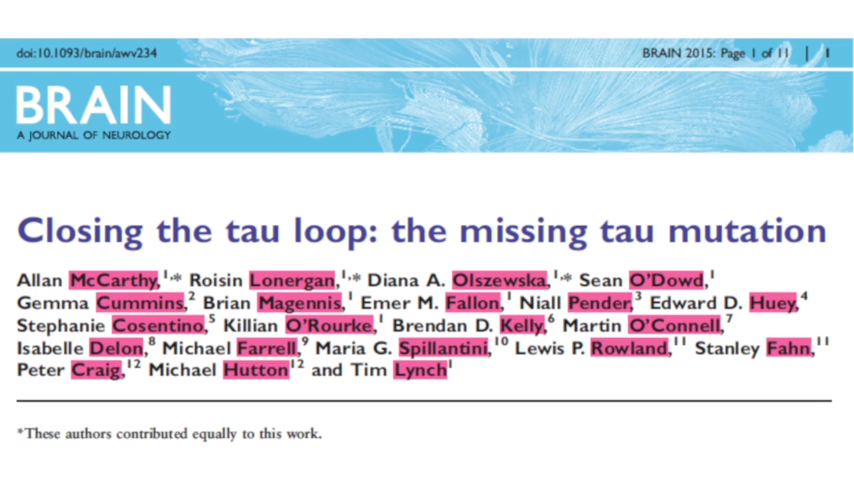 doi:10.1093/brain/awv234
BRAIN 2015: Page 1 of 11 | 1
BRAIN
A JOURNAL OF NEUROLOGY
Closing the tau loop: the missing tau mutation
Allan McCarthy,1,* Roisin Lonergan,1,* Diana A. Olszewska,1,* Sean O'Dowd,1
Gemma Cummins,2 Brian Magennis,1 Emer M. Fallon,1 Niall Pender,3 Edward D. Huey,4
Stephanie Cosentino,5 Killian O'Rourke,1 Brendan D. Kelly,6 Martin O'Connell,7
Isabelle Delon,8 Michael Farrell,9 Maria G. Spillantini,10 Lewis P. Rowland,11 Stanley Fahn,11
Peter Craig,12 Michael Hutton12 and Tim Lynch1
*These authors contributed equally to this work.